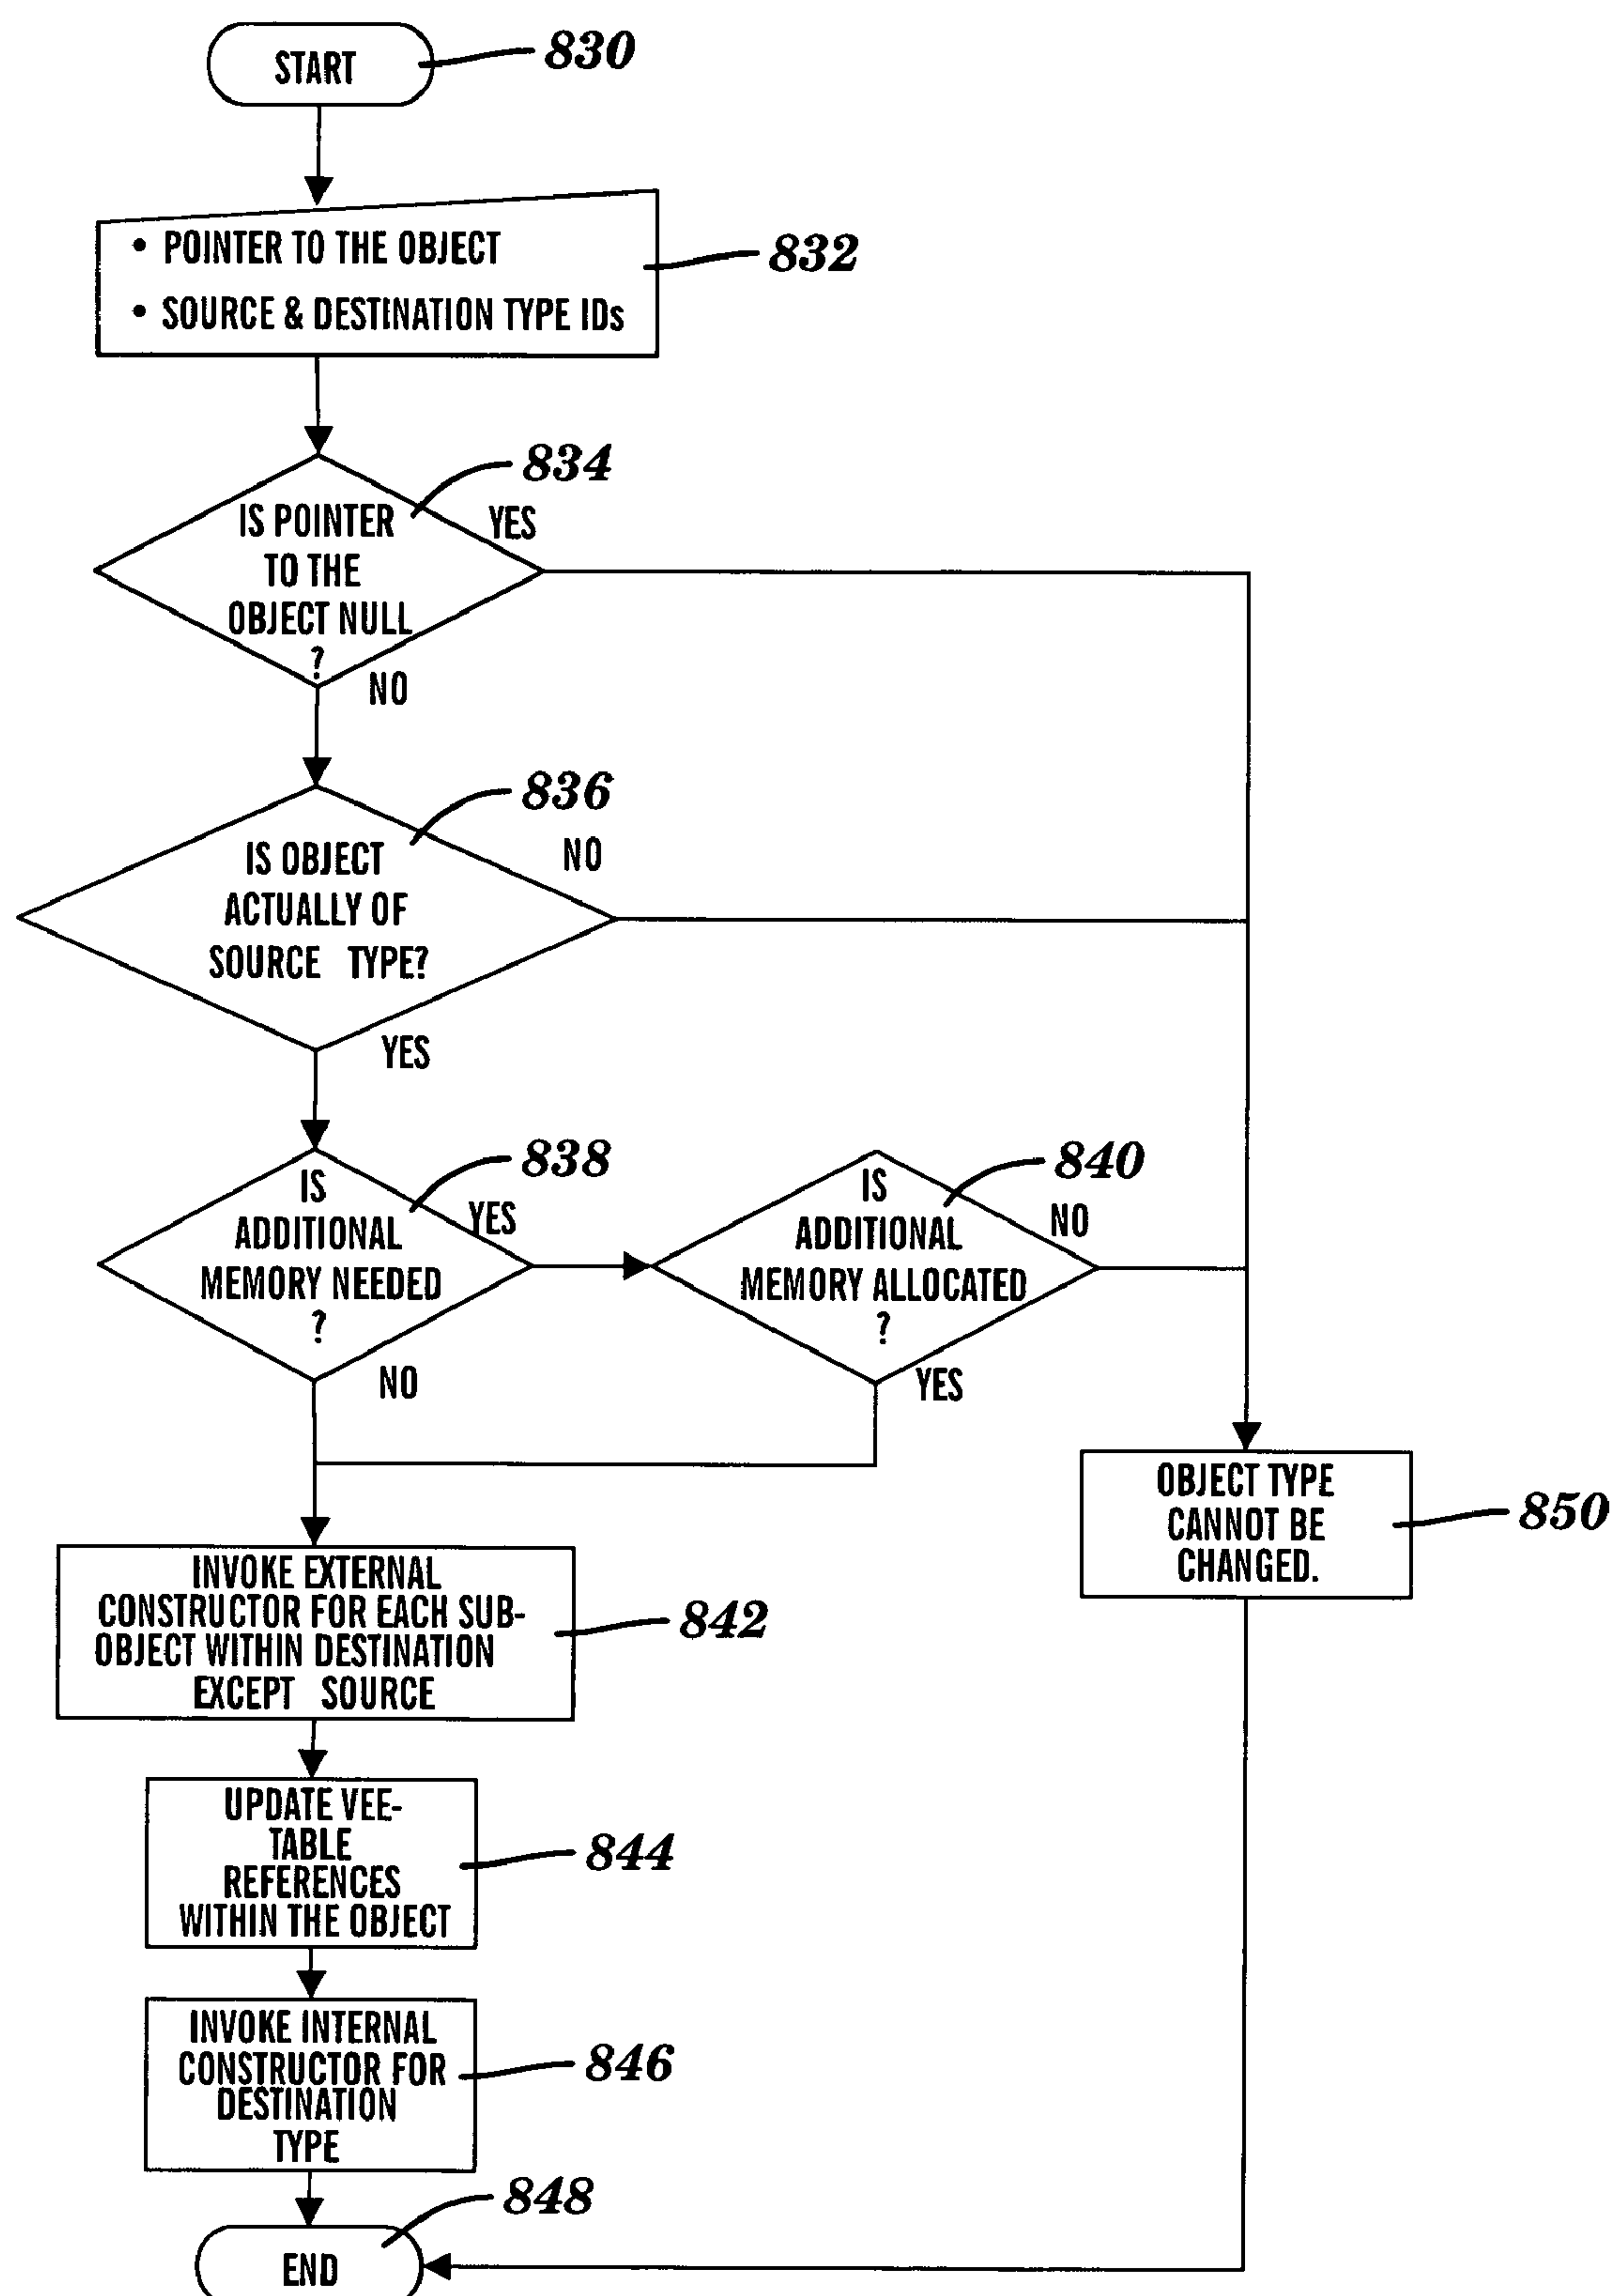 START
830
• POINTER TO THE OBJECT
• SOURCE & DESTINATION TYPE IDs
832
834
IS POINTER
TO THE
OBJECT NULL
?
YES
NO
836
IS OBJECT
ACTUALLY OF
SOURCE TYPE?
NO
YES
838
IS
ADDITIONAL
MEMORY NEEDED
?
YES
NO
840
IS
ADDITIONAL
MEMORY ALLOCATED
?
NO
YES
OBJECT TYPE
CANNOT BE
CHANGED.
850
INVOKE EXTERNAL
CONSTRUCTOR FOR EACH SUB-
OBJECT WITHIN DESTINATION
EXCEPT SOURCE
842
UPDATE VEE-
TABLE
REFERENCES
WITHIN THE OBJECT
844
INVOKE INTERNAL
CONSTRUCTOR FOR
DESTINATION
TYPE
846
848
END